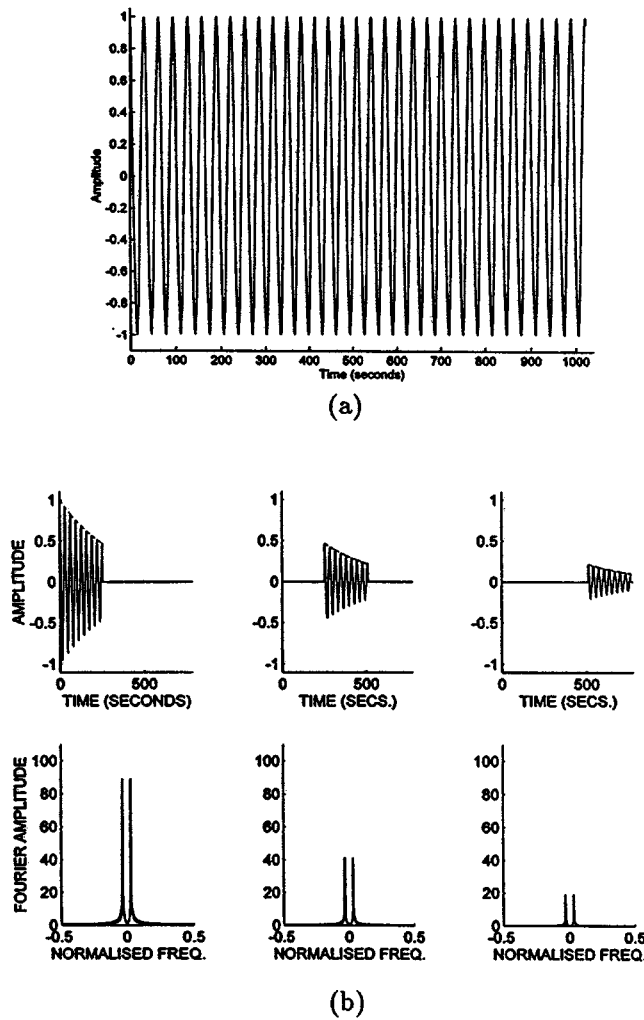 1
0.8
0.6
0.4
0.2
0
-0.2
-0.4
-0.6
-0.8
-1
Amplitude
0 100 200 300 400 500 600 700 800 900 1000
Time (seconds)
(a)
AMPLITUDE
1
0.5
0
-0.5
-1
0 500
TIME (SECONDS)
1
0.5
0
-0.5
-1
0 500
TIME (SECS.)
1
0.5
0
-0.5
-1
0 500
TIME (SECS.)
FOURIER AMPLITUDE
100
80
60
40
20
0
-0.5 0 0.5
NORMALISED FREQ.
100
80
60
40
20
0
-0.5 0 0.5
NORMALISED FREQ.
100
80
60
40
20
0
-0.5 0 0.5
NORMALISED FREQ.
(b)